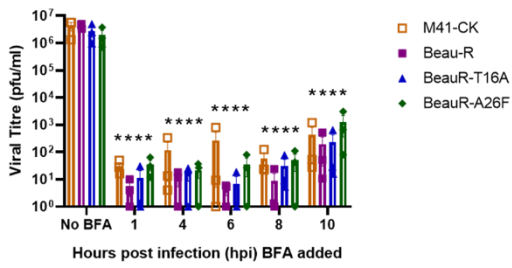 Viral Titre (pfu/ml)
10⁷
10⁶
10⁵
10⁴
10³
10²
10¹
10⁰
**** **** **** **** ****
No BFA 1 4 6 8 10
Hours post infection (hpi) BFA added
M41-CK
Beau-R
BeauR-T16A
BeauR-A26F